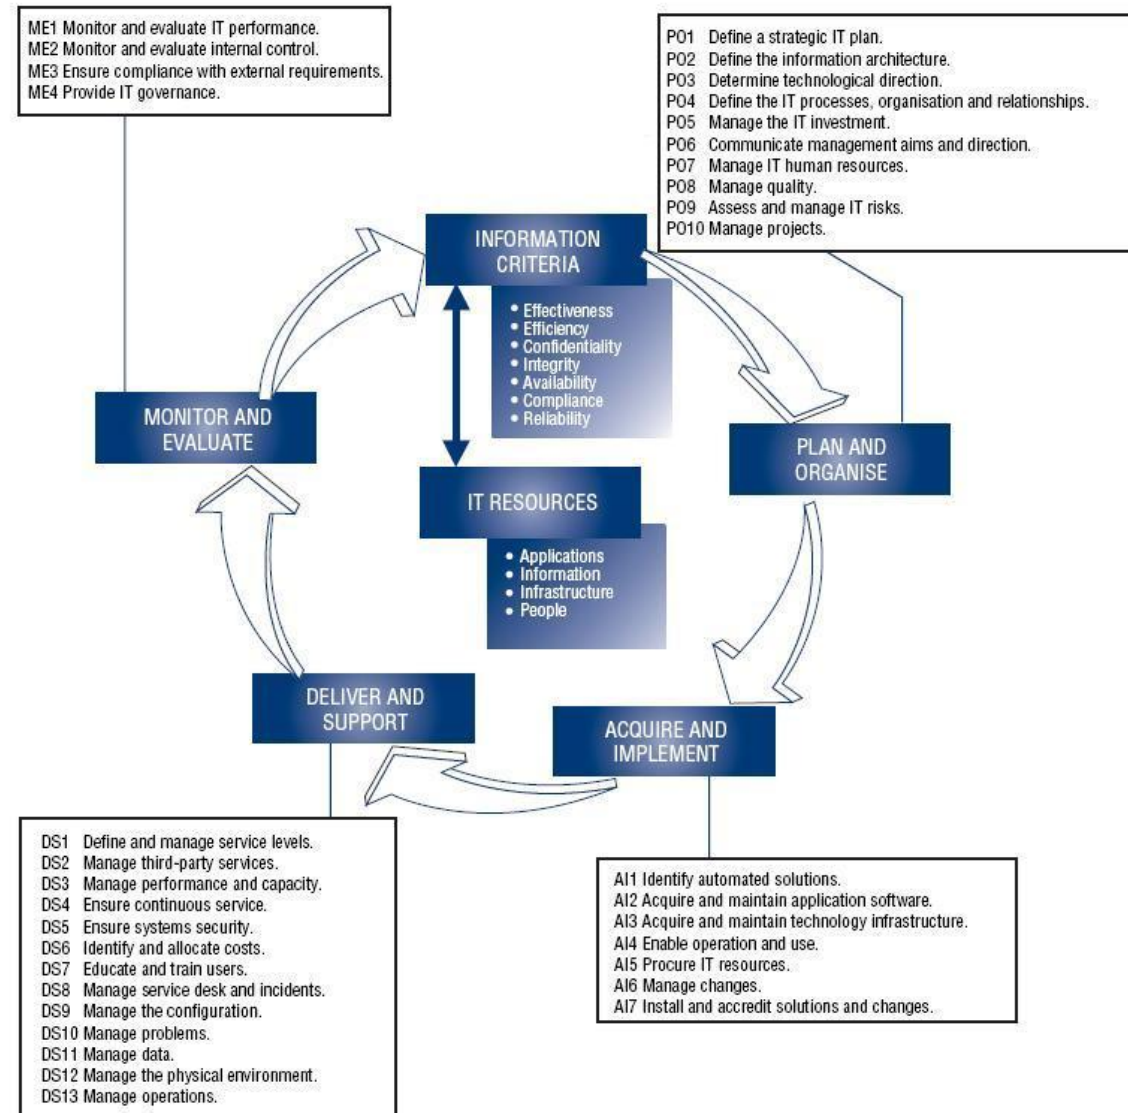 ME1 Monitor and evaluate IT performance.
ME2 Monitor and evaluate internal control.
ME3 Ensure compliance with external requirements.
ME4 Provide IT governance.
PO1 Define a strategic IT plan.
PO2 Define the information architecture.
PO3 Determine technological direction.
PO4 Define the IT processes, organisation and relationships.
PO5 Manage the IT investment.
PO6 Communicate management aims and direction.
PO7 Manage IT human resources.
PO8 Manage quality.
PO9 Assess and manage IT risks.
PO10 Manage projects.
INFORMATION
CRITERIA
• Effectiveness
• Efficiency
• Confidentiality
• Integrity
• Availability
• Compliance
• Reliability
MONITOR AND
EVALUATE
PLAN AND
ORGANISE
IT RESOURCES
• Applications
• Information
• Infrastructure
• People
DELIVER AND
SUPPORT
ACQUIRE AND
IMPLEMENT
DS1 Define and manage service levels.
DS2 Manage third-party services.
DS3 Manage performance and capacity.
DS4 Ensure continuous service.
DS5 Ensure systems security.
DS6 Identify and allocate costs.
DS7 Educate and train users.
DS8 Manage service desk and incidents.
DS9 Manage the configuration.
DS10 Manage problems.
DS11 Manage data.
DS12 Manage the physical environment.
DS13 Manage operations.
AI1 Identify automated solutions.
AI2 Acquire and maintain application software.
AI3 Acquire and maintain technology infrastructure.
AI4 Enable operation and use.
AI5 Procure IT resources.
AI6 Manage changes.
AI7 Install and accredit solutions and changes.